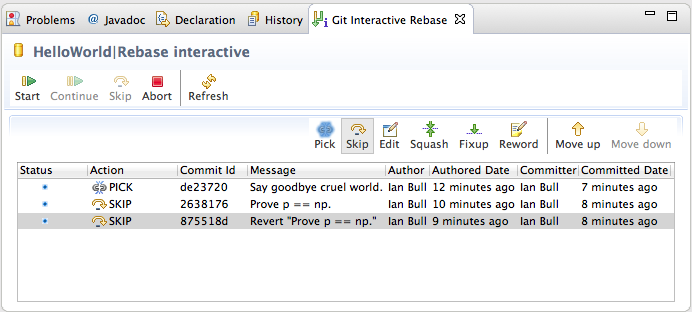 Problems @ Javadoc Declaration History Git Interactive Rebase
HelloWorld|Rebase interactive
Start Continue Skip Abort Refresh
Pick Skip Edit Squash Fixup Reword Move up Move down
Status Action Commit Id Message Author Authored Date Committer Committed Date
PICK de23720 Say goodbye cruel world. Ian Bull 12 minutes ago Ian Bull 7 minutes ago
SKIP 2638176 Prove p == np. Ian Bull 10 minutes ago Ian Bull 8 minutes ago
SKIP 875518d Revert "Prove p == np." Ian Bull 9 minutes ago Ian Bull 8 minutes ago